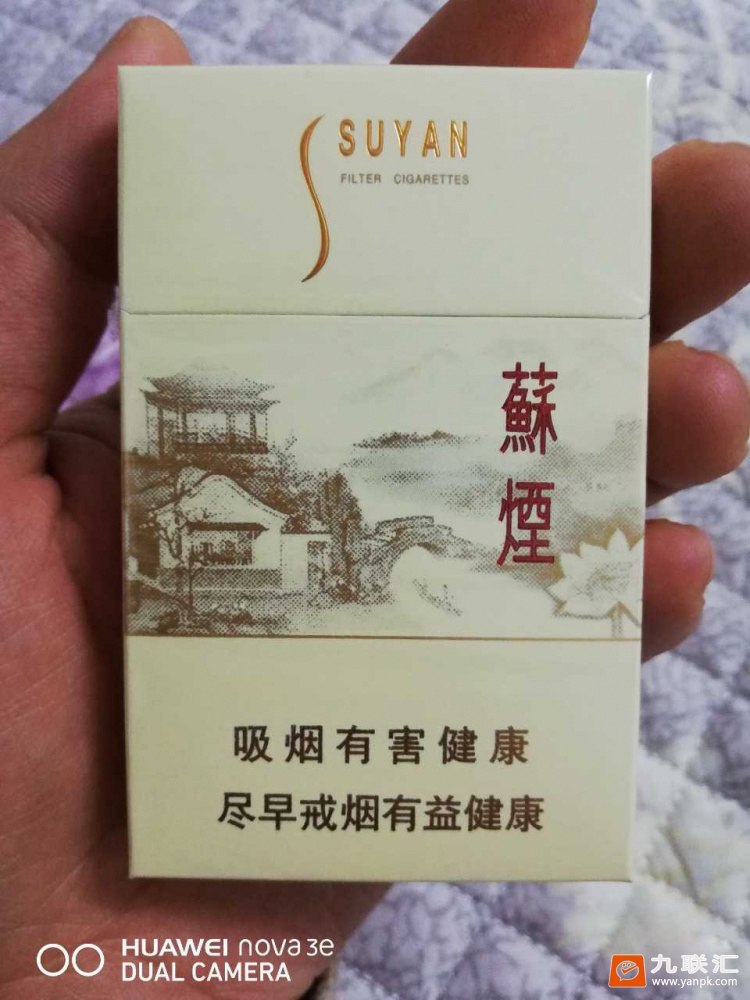 SUYAN
FILTER CIGARETTES
蘇煙
吸烟有害健康
尽早戒烟有益健康
HUAWEI nova 3e
DUAL CAMERA
九联汇
www.yanpk.com